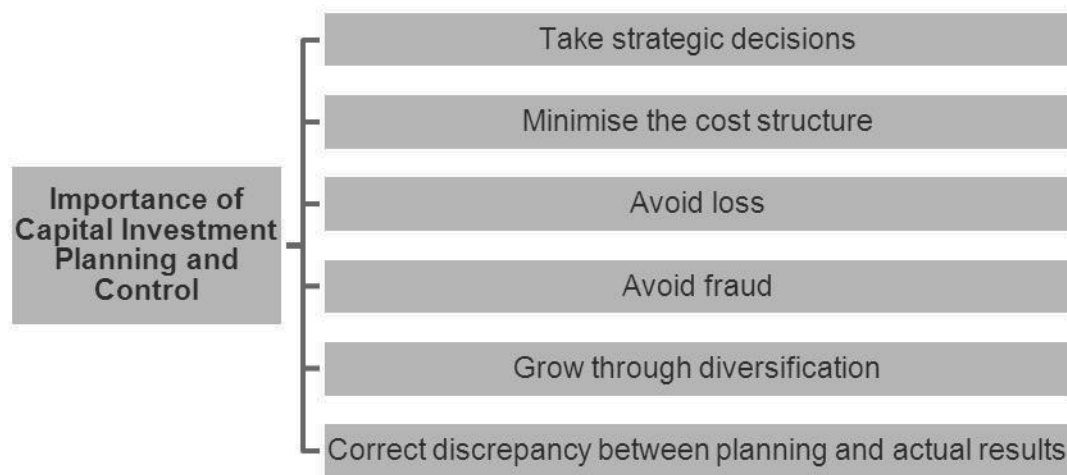 Take strategic decisions
Minimise the cost structure
Importance of
Capital Investment
Planning and
Control
Avoid loss
Avoid fraud
Grow through diversification
Correct discrepancy between planning and actual results